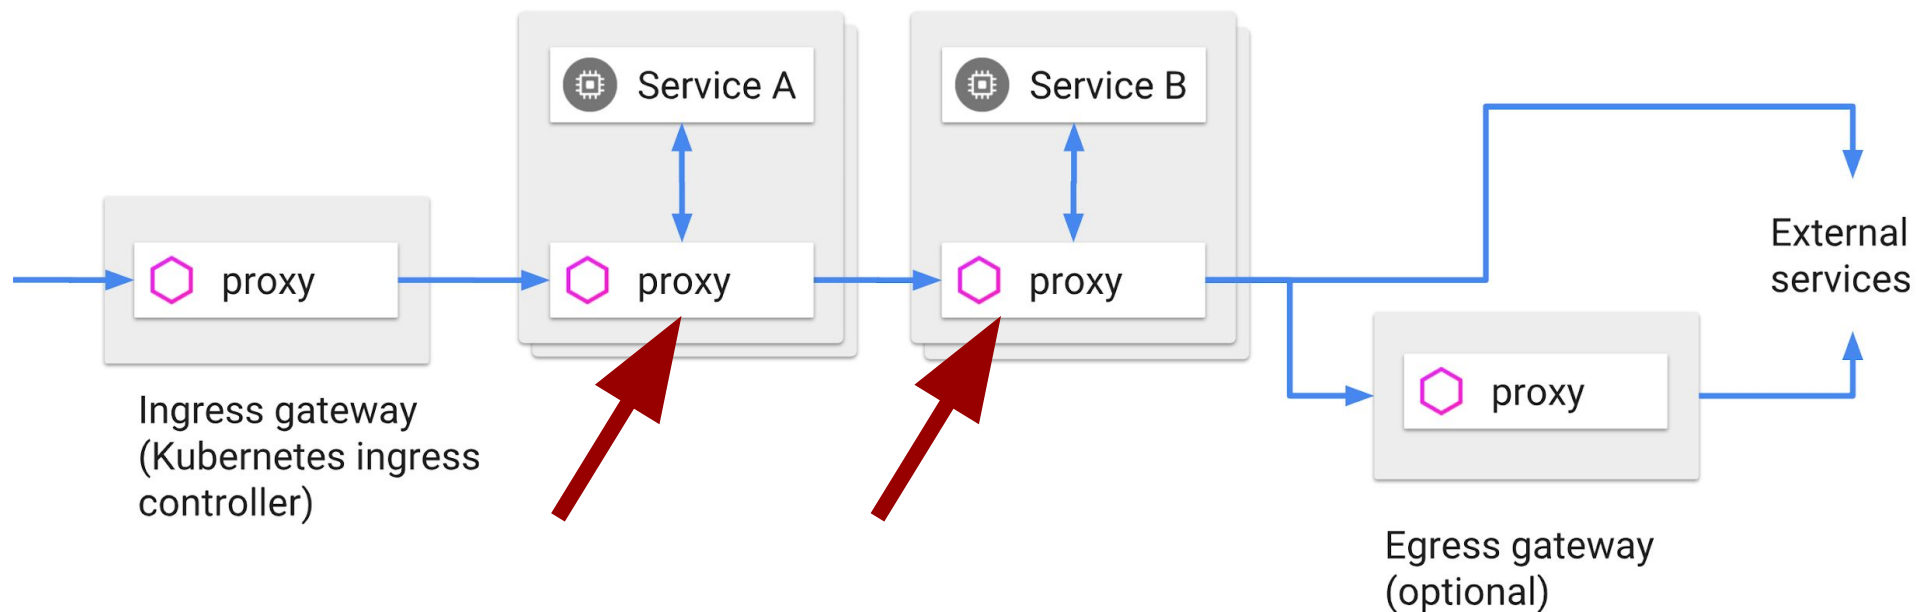 Service A
Service B
proxy
proxy
proxy
External
services
proxy
Ingress gateway
(Kubernetes ingress
controller)
Egress gateway
(optional)